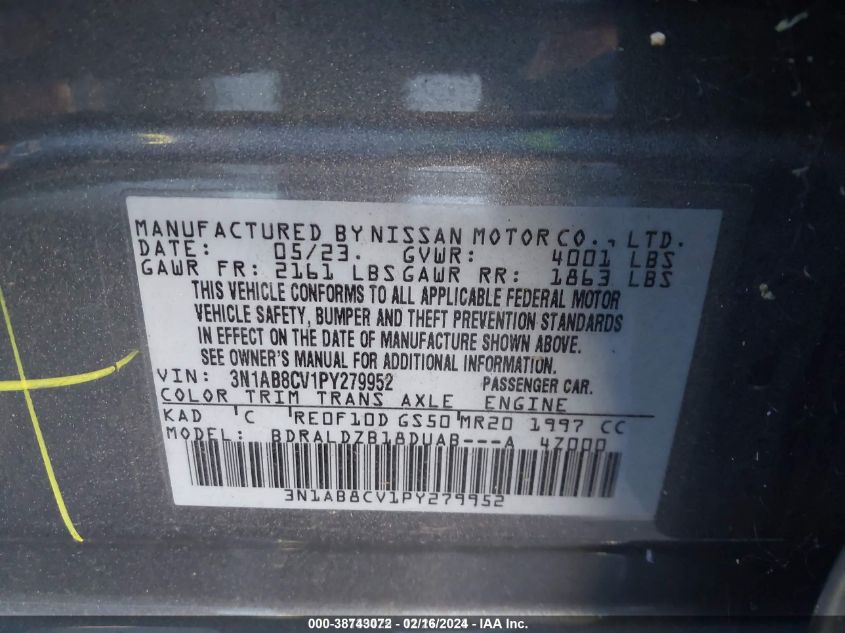 MANUFACTURED BY NISSAN MOTOR CO., LTD.
DATE: 05/23. GVWR: 4001 LBS
GAWR FR: 2161 LBS GAWR RR: 1863 LBS
THIS VEHICLE CONFORMS TO ALL APPLICABLE FEDERAL MOTOR
VEHICLE SAFETY, BUMPER AND THEFT PREVENTION STANDARDS
IN EFFECT ON THE DATE OF MANUFACTURE SHOWN ABOVE.
SEE OWNER'S MANUAL FOR ADDITIONAL INFORMATION.
VIN: 3N1AB8CV1PY279952 PASSENGER CAR.
COLOR TRIM TRANS AXLE ENGINE
KAD 'C 'RE0F10D GS50'MR20 1997 CC
MODEL: BDRALDZB18DUAB---A 4Z000
3N1AB8CV1PY279952
000-38743072 - 02/16/2024 - IAA Inc.